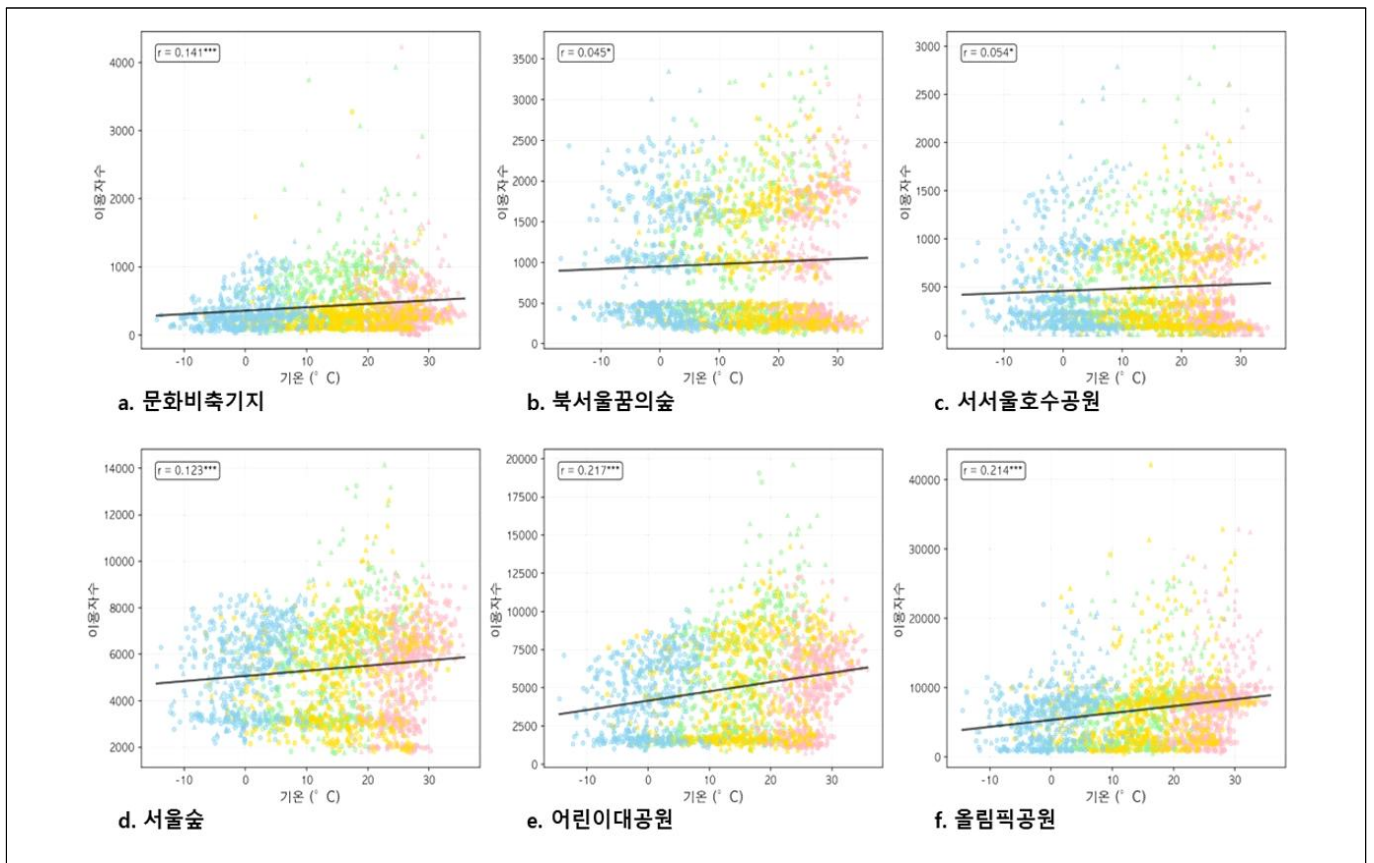 r = 0.141***
4000
3000
2000
1000
0
-10 0 10 20 30
이용자수
기온 (° C)
a. 문화비축기지
r = 0.045*
3500
3000
2500
2000
1500
1000
500
0
-10 0 10 20 30
이용자수
기온 (° C)
b. 북서울꿈의숲
r = 0.054*
3000
2500
2000
1500
1000
500
0
-10 0 10 20 30
이용자수
기온 (° C)
c. 서서울호수공원
r = 0.123***
14000
12000
10000
8000
6000
4000
2000
-10 0 10 20 30
이용자수
기온 (° C)
d. 서울숲
r = 0.217***
20000
17500
15000
12500
10000
7500
5000
2500
0
-10 0 10 20 30
이용자수
기온 (° C)
e. 어린이대공원
r = 0.214***
40000
30000
20000
10000
0
-10 0 10 20 30
이용자수
기온 (° C)
f. 올림픽공원